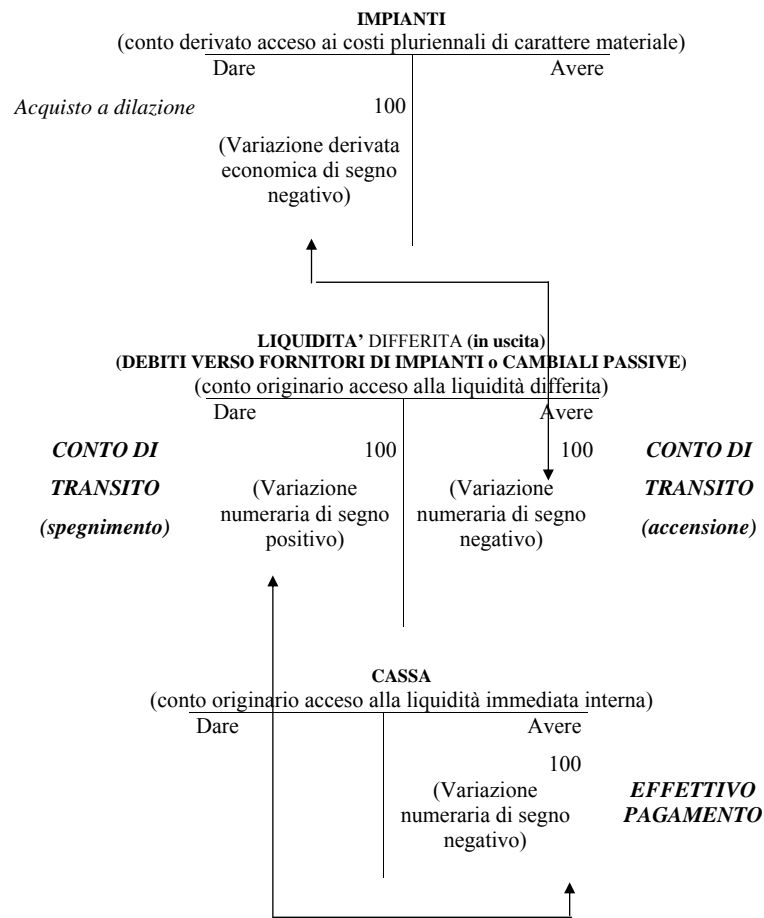 IMPIANTI
(conto derivato acceso ai costi pluriennali di carattere materiale)
Dare Avere
Acquisto a dilazione 100
(Variazione derivata
economica di segno
negativo)
LIQUIDITA’ DIFFERITA (in uscita)
(DEBITI VERSO FORNITORI DI IMPIANTI o CAMBIALI PASSIVE)
(conto originario acceso alla liquidità differita)
Dare Avere
CONTO DI 100 100 CONTO DI
TRANSITO (Variazione (Variazione TRANSITO
numeraria di segno numeraria di segno
(spegnimento) positivo) negativo) (accensione)
CASSA
(conto originario acceso alla liquidità immediata interna)
Dare Avere
100
(Variazione EFFETTIVO
numeraria di segno PAGAMENTO
negativo)